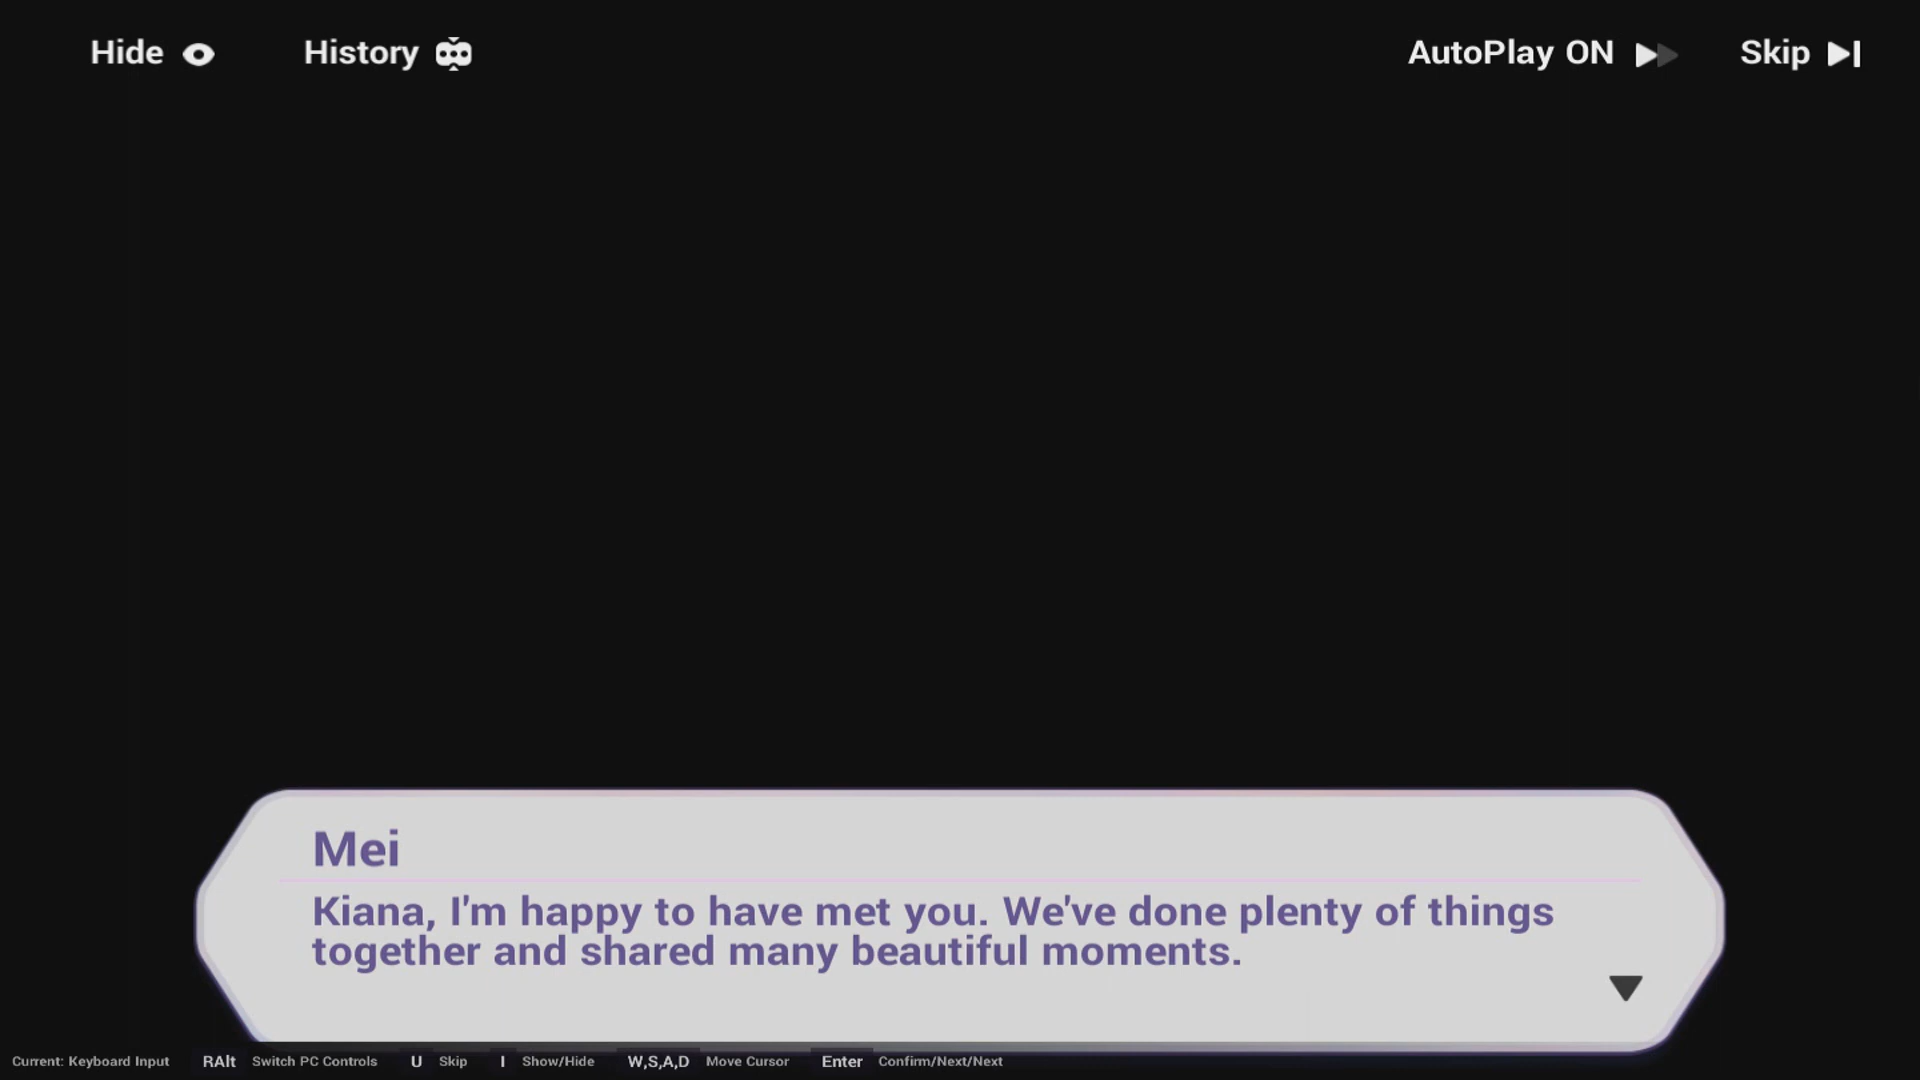 Hide
History
AutoPlay ON
Skip
Mei
Kiana, I'm happy to have met you. We've done plenty of things
together and shared many beautiful moments.
Current: Keyboard Input RAlt Switch PC Controls U Skip I Show/Hide W,S,A,D Move Cursor Enter Confirm/Next/Next